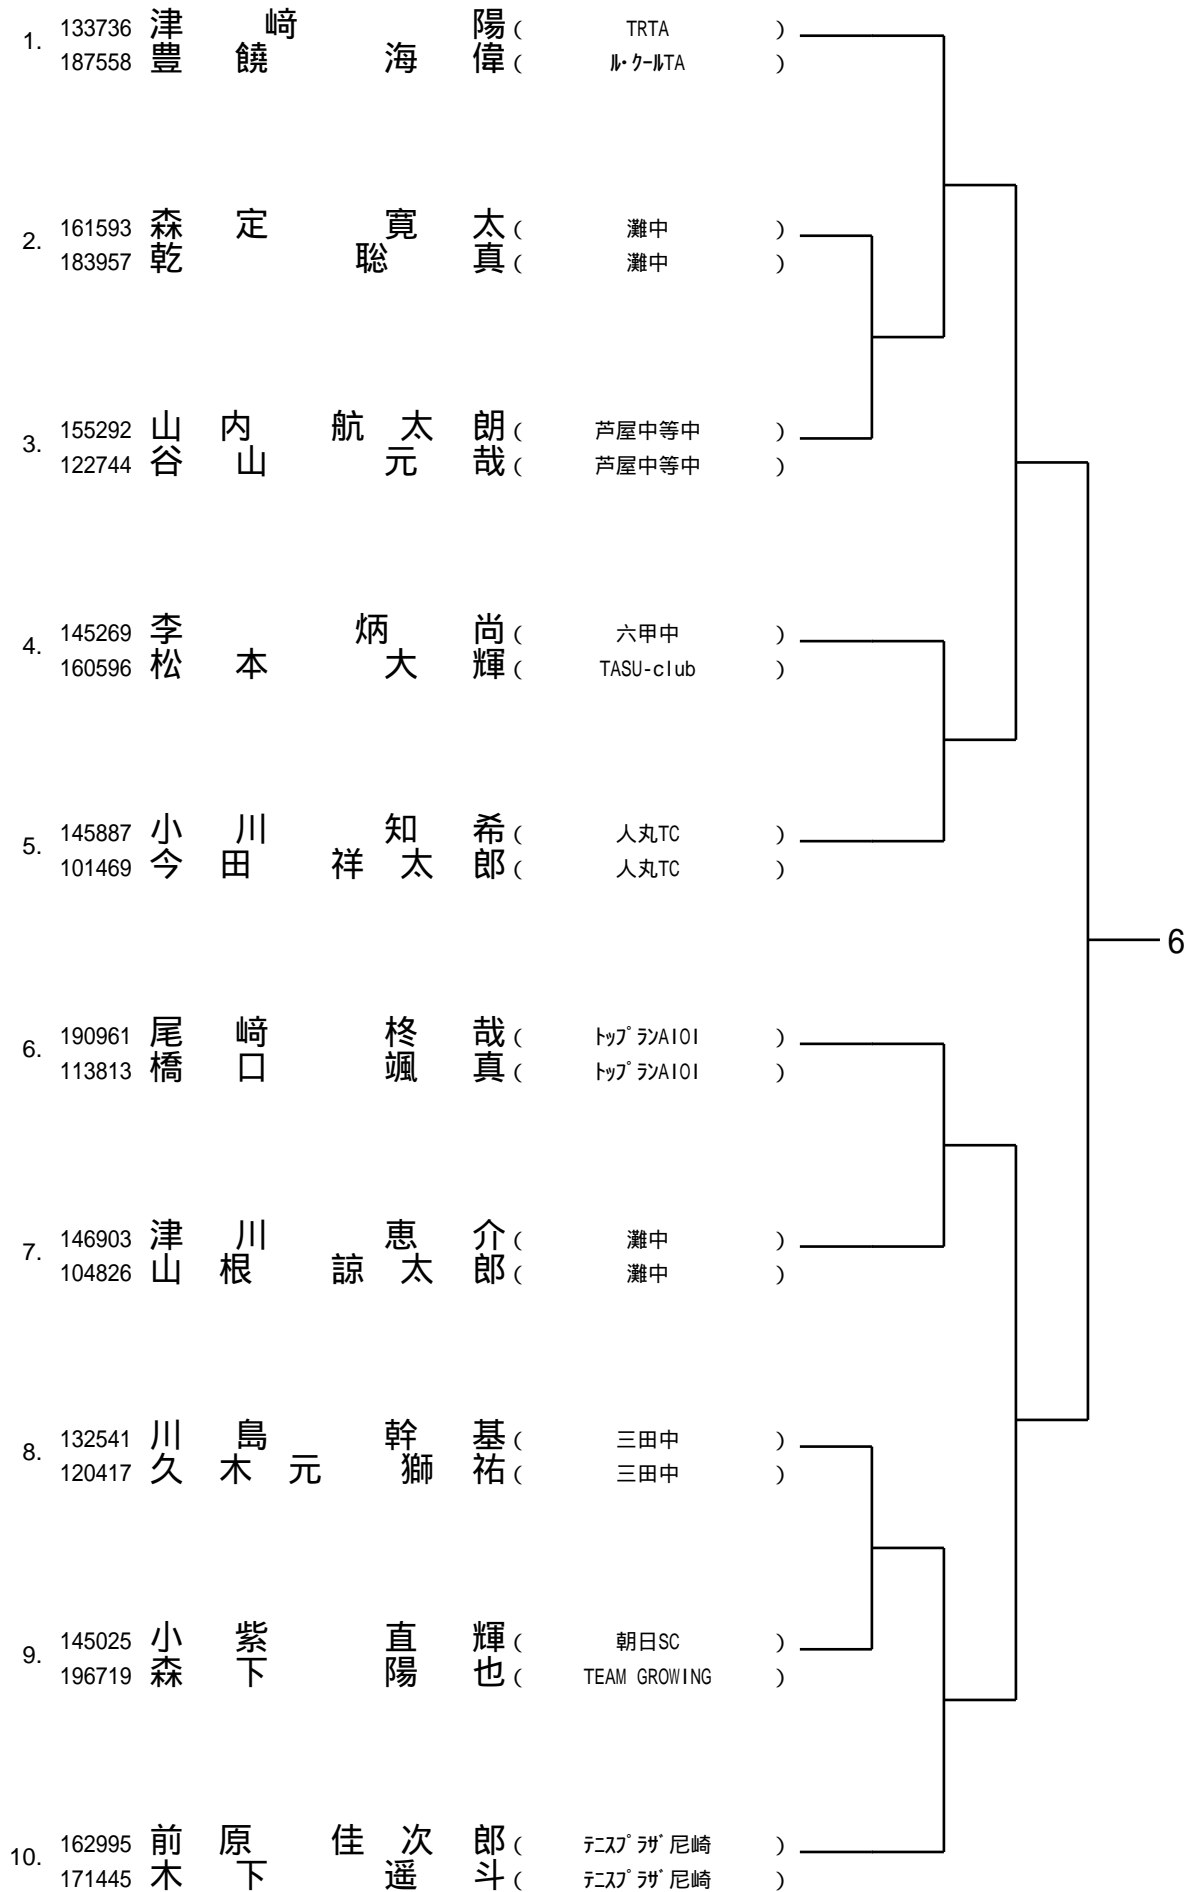 1. 133736 津 﨑 陽 ( TRTA )
187558 豊 饒 海 偉 ( ﾙ･ｸｰﾙTA )
2. 161593 森 定 寛 太 ( 灘中 )
183957 乾 聡 真 ( 灘中 )
3. 155292 山 内 航 太 朗 ( 芦屋中等中 )
122744 谷 山 元 哉 ( 芦屋中等中 )
4. 145269 李 炳 尚 ( 六甲中 )
160596 松 本 大 輝 ( TASU-club )
5. 145887 小 川 知 希 ( 人丸TC )
101469 今 田 祥 太 郎 ( 人丸TC )
6
6. 190961 尾 﨑 柊 哉 ( ﾄｯﾌﾟﾗﾝAIOI )
113813 橋 口 颯 真 ( ﾄｯﾌﾟﾗﾝAIOI )
7. 146903 津 川 恵 介 ( 灘中 )
104826 山 根 諒 太 郎 ( 灘中 )
8. 132541 川 島 幹 基 ( 三田中 )
120417 久 木 元 獅 祐 ( 三田中 )
9. 145025 小 紫 直 輝 ( 朝日SC )
196719 森 下 陽 也 ( TEAM GROWING )
10. 162995 前 原 佳 次 郎 ( ﾃﾆｽﾌﾟﾗｻﾞ尼崎 )
171445 木 下 遥 斗 ( ﾃﾆｽﾌﾟﾗｻﾞ尼崎 )